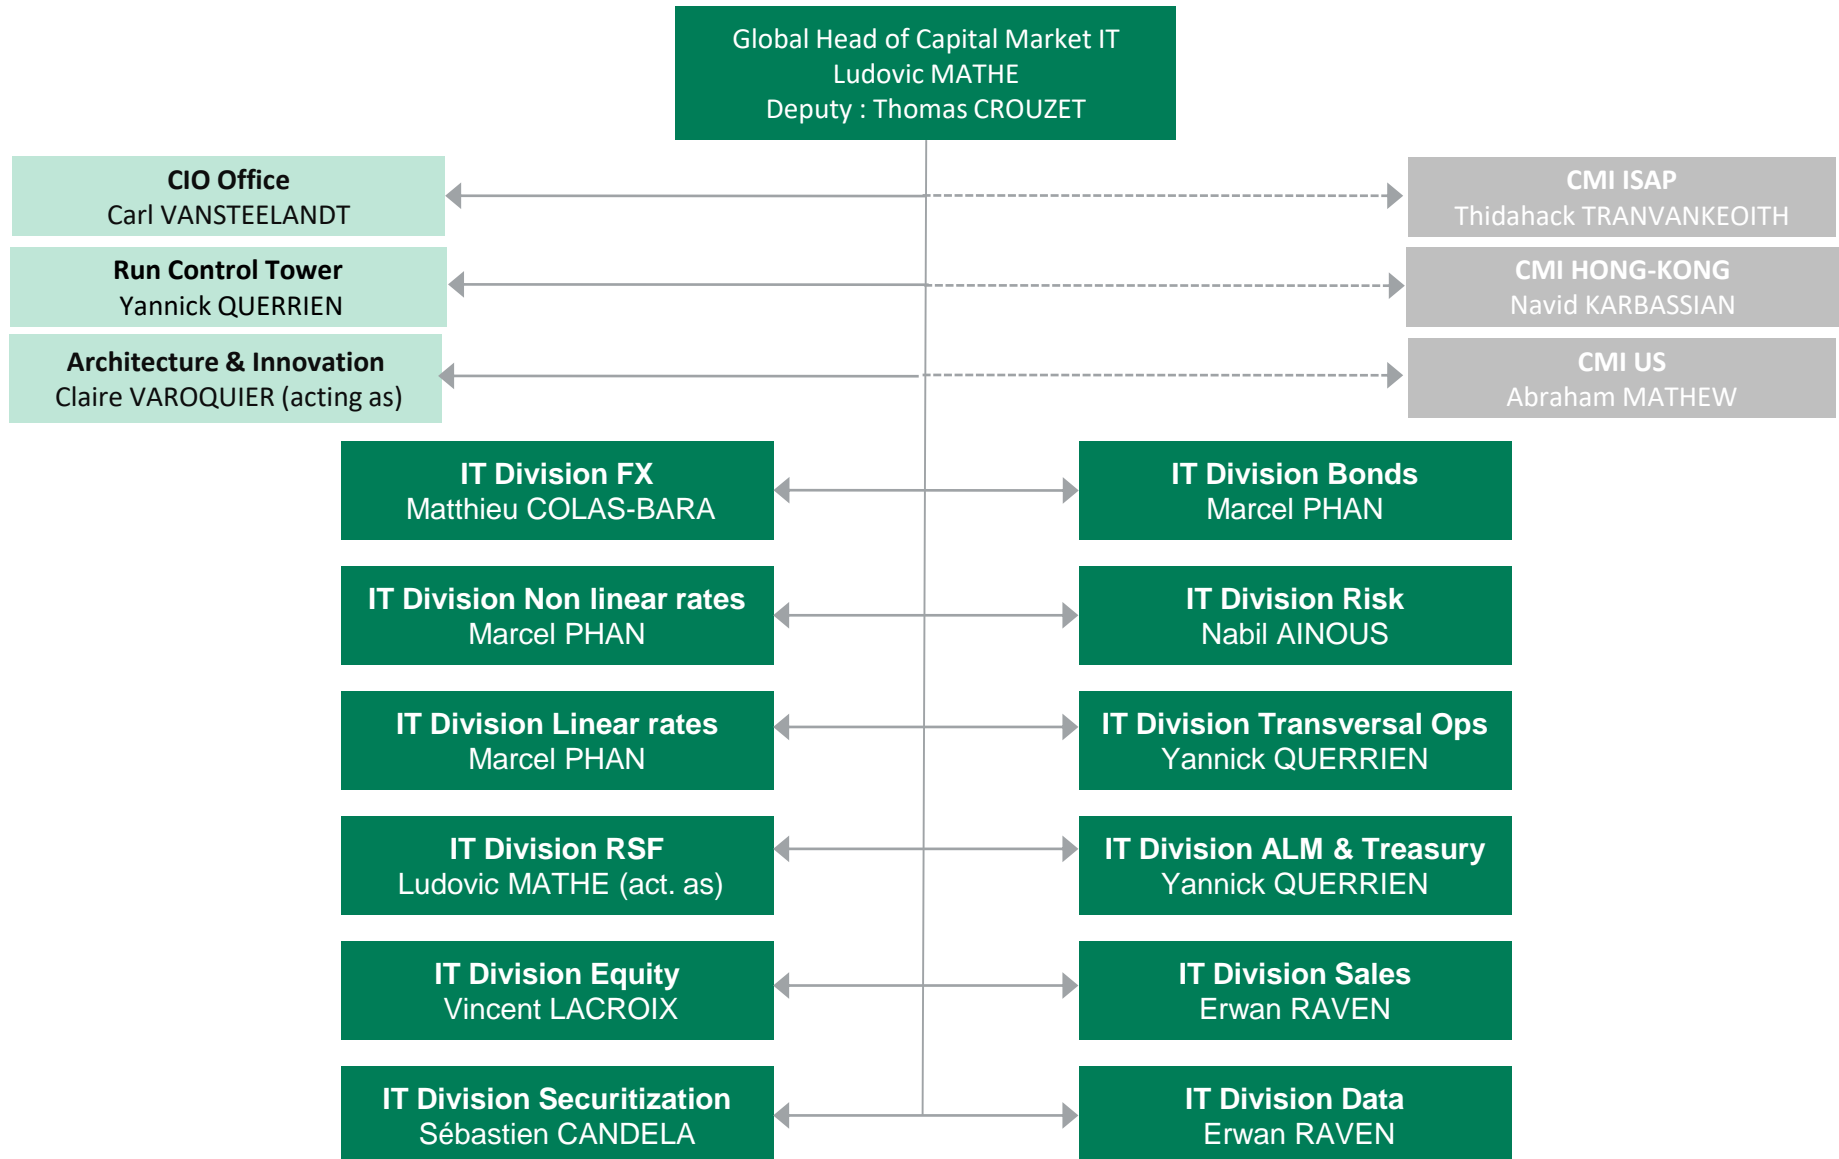 Global Head of Capital Market IT
Ludovic MATHE
Deputy : Thomas CROUZET
CIO Office
Carl VANSTEELANDT
CMI ISAP
Thidahack TRANVANKEOITH
Run Control Tower
Yannick QUERRIEN
CMI HONG-KONG
Navid KARBASSIAN
Architecture & Innovation
Claire VAROQUIER (acting as)
CMI US
Abraham MATHEW
IT Division FX
Matthieu COLAS-BARA
IT Division Bonds
Marcel PHAN
IT Division Non linear rates
Marcel PHAN
IT Division Risk
Nabil AINOUS
IT Division Linear rates
Marcel PHAN
IT Division Transversal Ops
Yannick QUERRIEN
IT Division RSF
Ludovic MATHE (act. as)
IT Division ALM & Treasury
Yannick QUERRIEN
IT Division Equity
Vincent LACROIX
IT Division Sales
Erwan RAVEN
IT Division Securitization
Sébastien CANDELA
IT Division Data
Erwan RAVEN